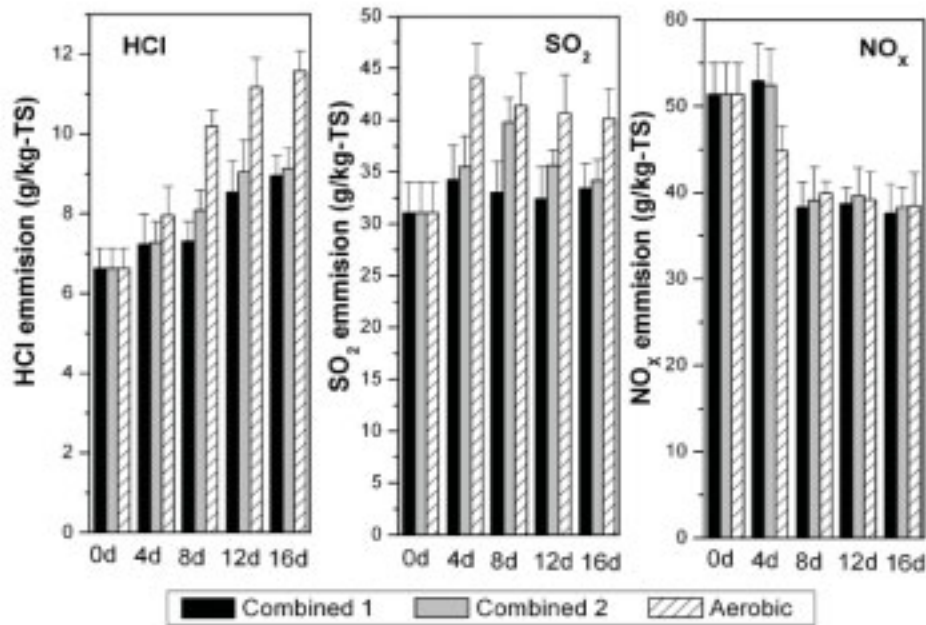 HCl
SO2
NOx
HCl emmision (g/kg-TS)
12
10
8
6
4
2
0
0d 4d 8d 12d 16d
SO2 emmision (g/kg-TS)
50
45
40
35
30
25
20
15
10
5
0
0d 4d 8d 12d 16d
NOx emmision (g/kg-TS)
60
50
40
30
20
10
0
0d 4d 8d 12d 16d
Combined 1 Combined 2 Aerobic